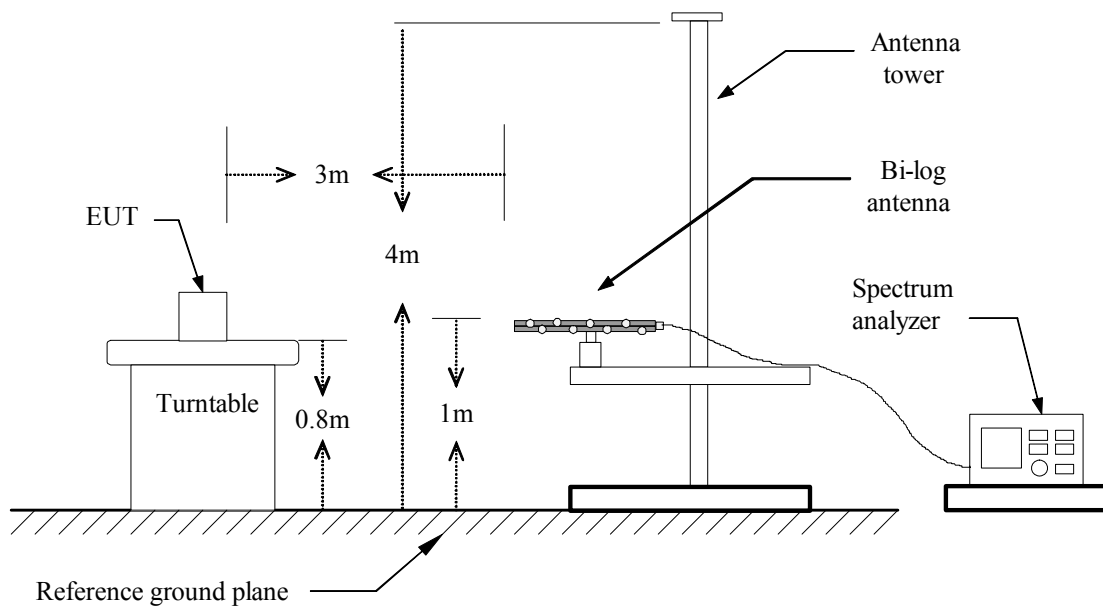 Antenna
tower
3m
Bi-log
antenna
EUT
4m
Spectrum
analyzer
Turntable
0.8m
1m
Reference ground plane